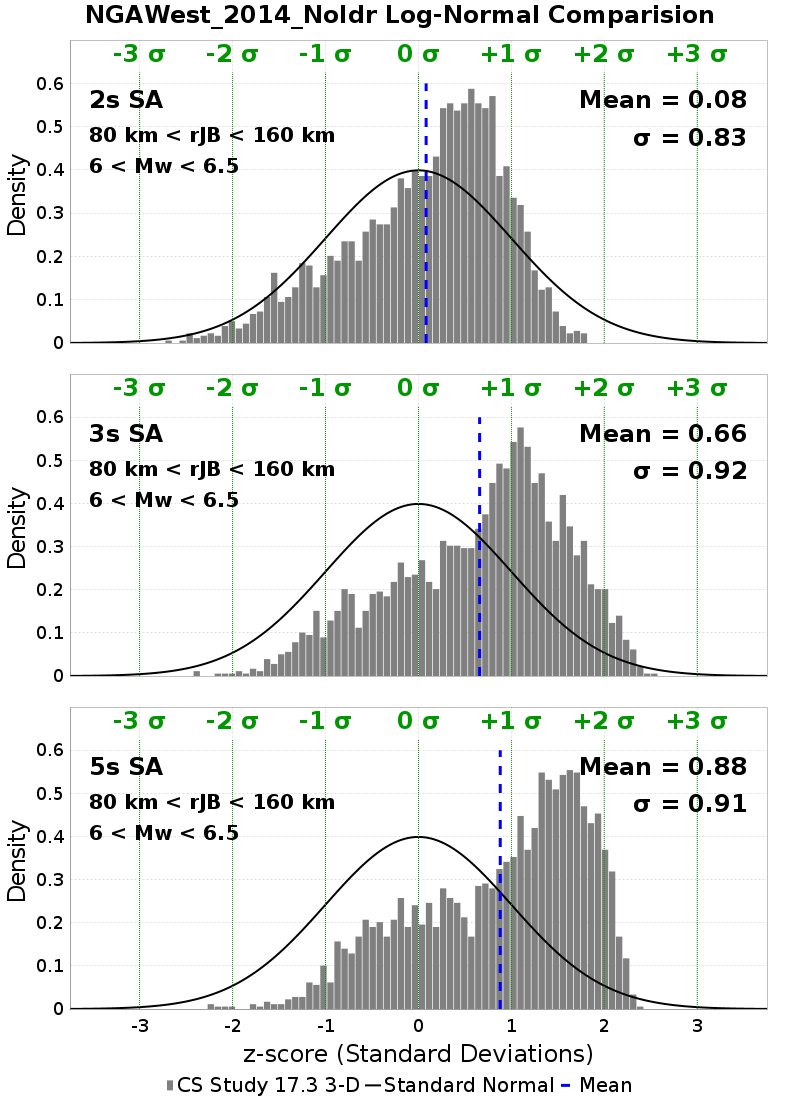 NGAWest_2014_NoIdr Log-Normal Comparision
-3 σ -2 σ -1 σ 0 σ +1 σ +2 σ +3 σ
0.6
2s SA Mean = 0.08
0.5
80 km < rJB < 160 km σ = 0.83
6 < Mw < 6.5
0.4
Density
0.3
0.2
0.1
0
-3 σ -2 σ -1 σ 0 σ +1 σ +2 σ +3 σ
0.6
3s SA Mean = 0.66
0.5
80 km < rJB < 160 km σ = 0.92
6 < Mw < 6.5
0.4
Density
0.3
0.2
0.1
0
-3 σ -2 σ -1 σ 0 σ +1 σ +2 σ +3 σ
0.6
5s SA Mean = 0.88
0.5
80 km < rJB < 160 km σ = 0.91
6 < Mw < 6.5
0.4
Density
0.3
0.2
0.1
0
-3 -2 -1 0 1 2 3
z-score (Standard Deviations)
CS Study 17.3 3-D Standard Normal Mean